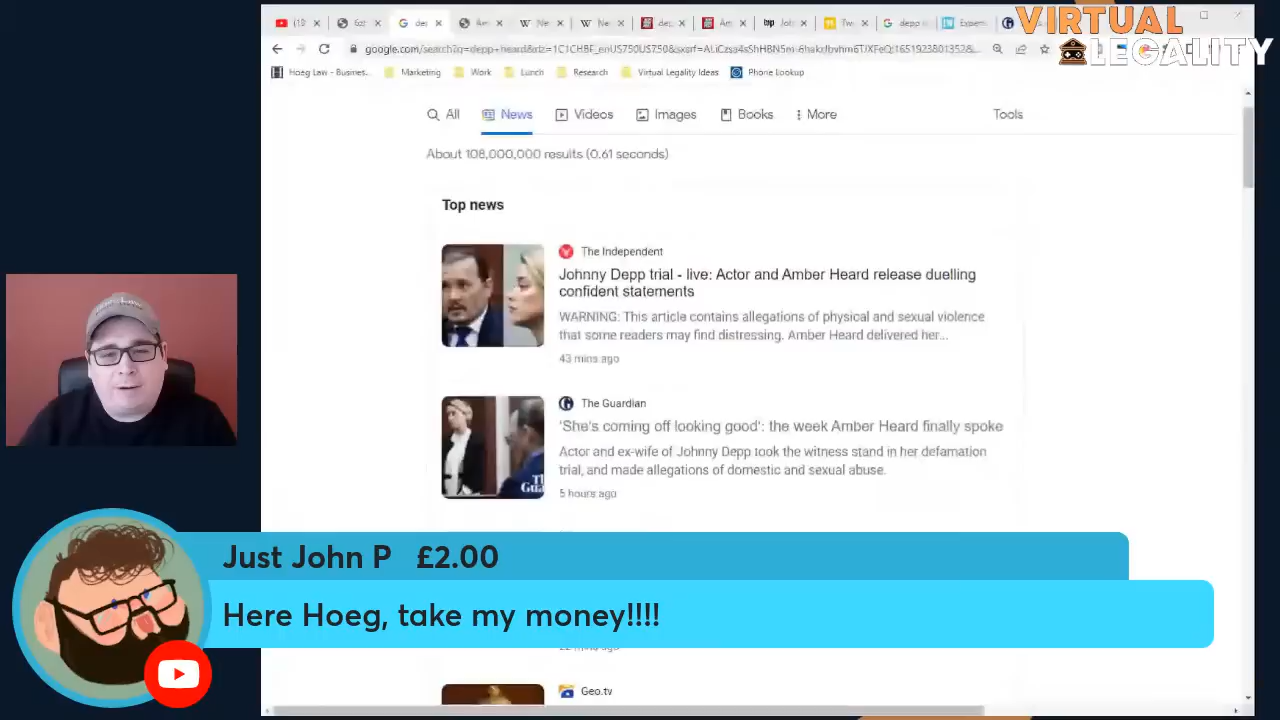 VIRTUAL
LEGALITY
Hoeg Law - Busines...
Marketing
Work
Lunch
Research
Virtual Legality Ideas
Phone Lookup
All
News
Videos
Images
Books
More
Tools
About 108,000,000 results (0.61 seconds)
Top news
The Independent
Johnny Depp trial - live: Actor and Amber Heard release duelling
confident statements
WARNING: This article contains allegations of physical and sexual violence
that some readers may find distressing. Amber Heard delivered her...
43 mins ago
The Guardian
'She's coming off looking good': the week Amber Heard finally spoke
Actor and ex-wife of Johnny Depp took the witness stand in her defamation
trial, and made allegations of domestic and sexual abuse.
5 hours ago
Just John P £2.00
Here Hoeg, take my money!!!!
Geo.tv